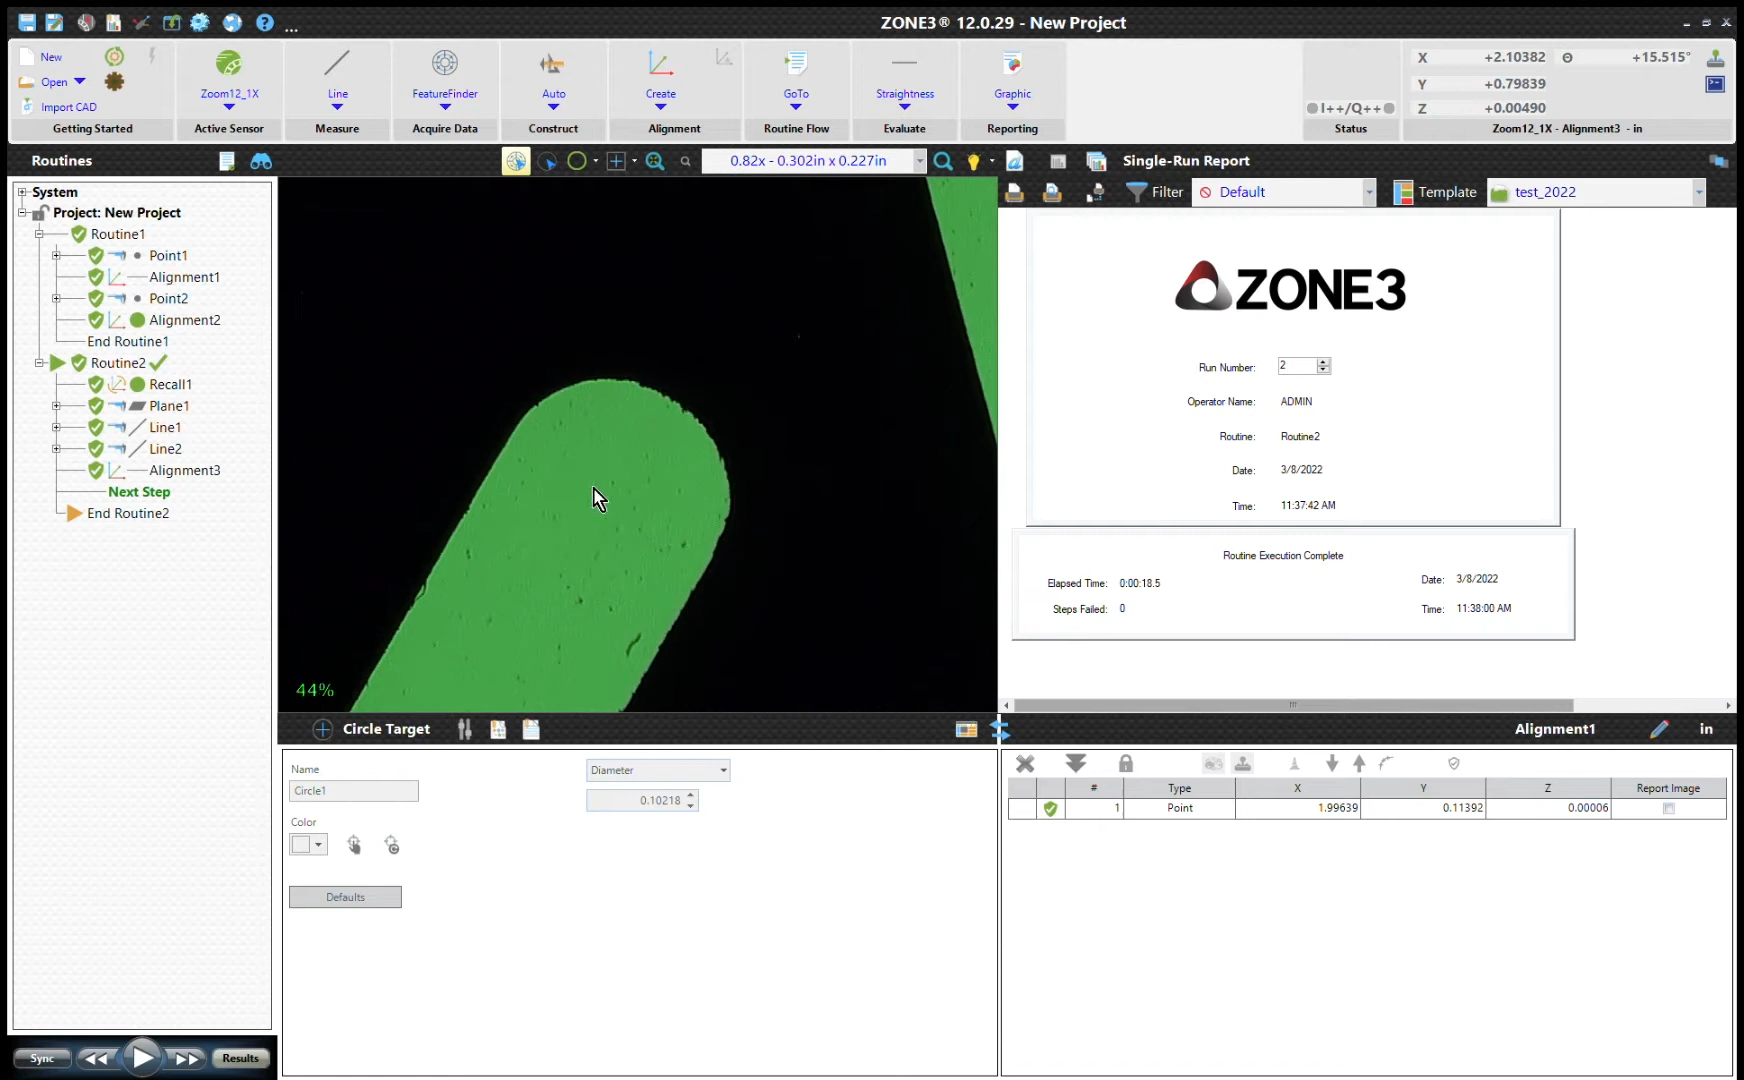 ZONE3® 12.0.29 - New Project
...
New
Open
Import CAD
Getting Started
Zoom12_1X
Active Sensor
Line
Measure
FeatureFinder
Acquire Data
Auto
Construct
Create
Alignment
GoTo
Routine Flow
Straightness
Evaluate
Graphic
Reporting
I++/Q++
Status
X +2.10382 Θ +15.515°
Y +0.79839
Z +0.00490
Zoom12_1X - Alignment3 - in
Routines
0.82x - 0.302in x 0.227in
Single-Run Report
Filter
Default
Template
test_2022
System
Project: New Project
Routine1
Point1
Alignment1
Point2
Alignment2
End Routine1
Routine2
Recall1
Plane1
Line1
Line2
Alignment3
Next Step
End Routine2
44%
ZONE3
Run Number: 2
Operator Name: ADMIN
Routine: Routine2
Date: 3/8/2022
Time: 11:37:42 AM
Routine Execution Complete
Elapsed Time: 0:00:18.5
Date: 3/8/2022
Steps Failed: 0
Time: 11:38:00 AM
Circle Target
Name
Circle1
Color
Defaults
Diameter
0.10218
Alignment1
in
# Type X Y Z Report Image
1 Point 1.99639 0.11392 0.00006
Sync
Results